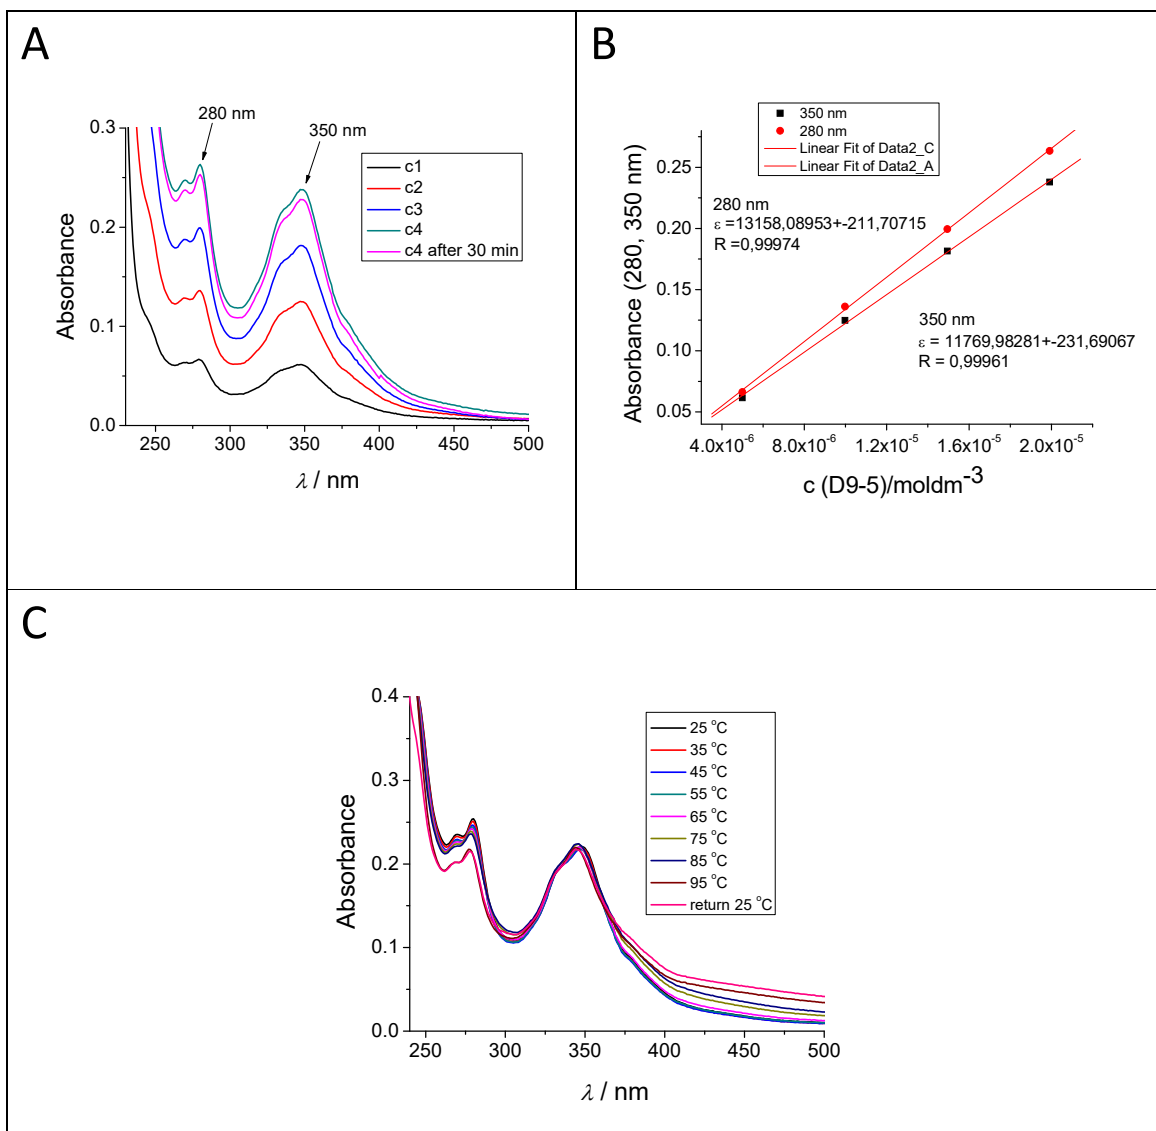 A
280 nm
350 nm
c1
c2
c3
c4
c4 after 30 min
0.3
0.2
0.1
0.0
Absorbance
250 300 350 400 450 500
λ / nm
B
350 nm
280 nm
Linear Fit of Data2_C
Linear Fit of Data2_A
280 nm
ε =13158,08953+-211,70715
R =0,99974
350 nm
ε = 11769,98281+-231,69067
R = 0,99961
0.25
0.20
0.15
0.10
0.05
Absorbance (280, 350 nm)
4.0x10⁻⁶ 8.0x10⁻⁶ 1.2x10⁻⁵ 1.6x10⁻⁵ 2.0x10⁻⁵
c (D9-5)/moldm⁻³
C
25 °C
35 °C
45 °C
55 °C
65 °C
75 °C
85 °C
95 °C
return 25 °C
0.4
0.3
0.2
0.1
0.0
Absorbance
250 300 350 400 450 500
λ / nm